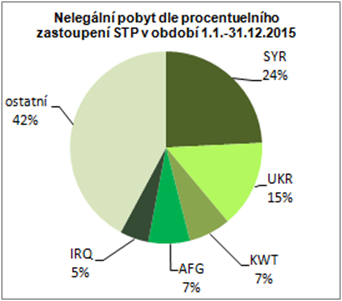 Nelegální pobyt dle procentuelního
zastoupení STP v období 1.1.-31.12.2015
SYR
24%
UKR
15%
KWT
7%
AFG
7%
IRQ
5%
ostatní
42%